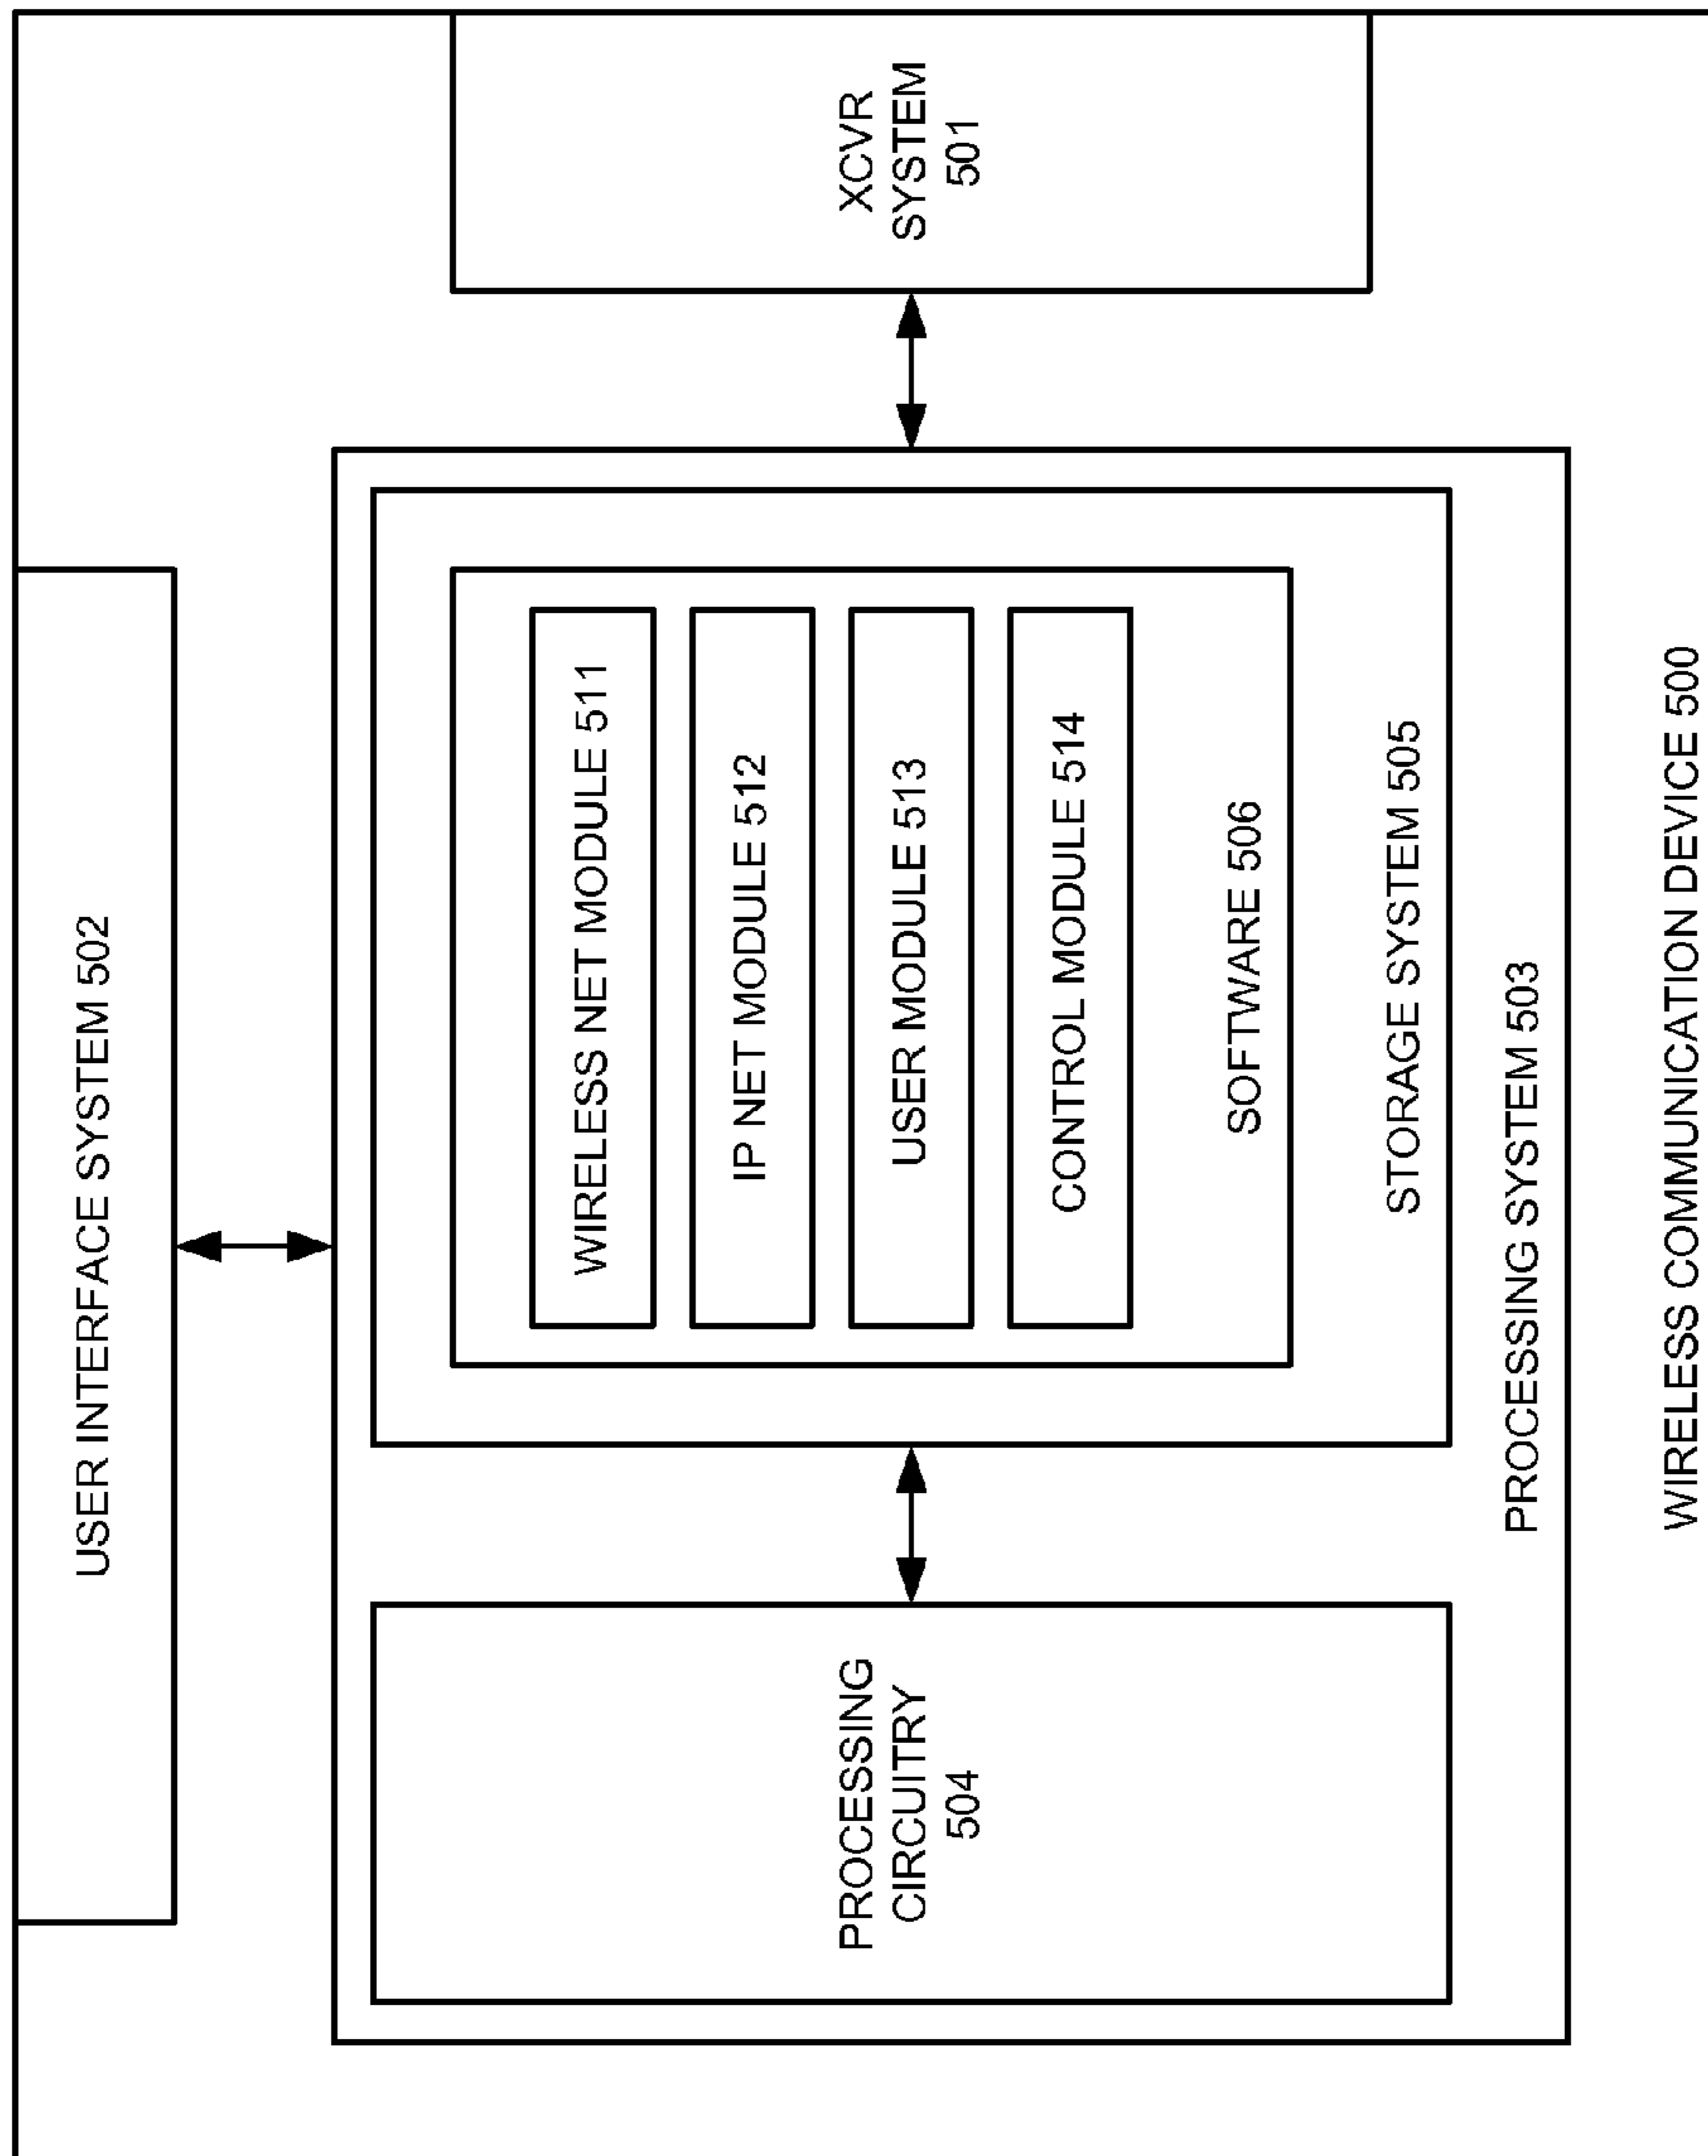 USER INTERFACE SYSTEM 502
XCVR
SYSTEM
501
WIRELESS NET MODULE 511
IP NET MODULE 512
USER MODULE 513
CONTROL MODULE 514
SOFTWARE 506
STORAGE SYSTEM 505
PROCESSING
CIRCUITRY
504
PROCESSING SYSTEM 503
WIRELESS COMMUNICATION DEVICE 500